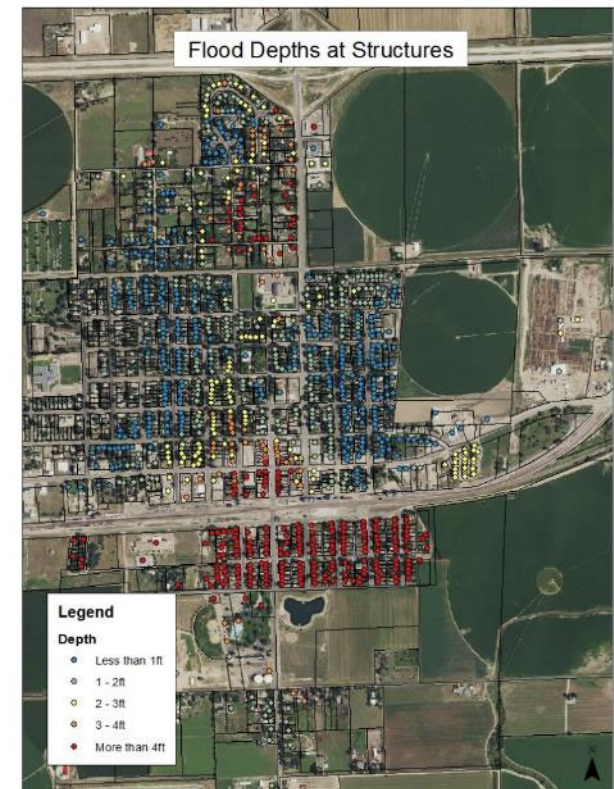 Flood Depths at Structures
Legend
Depth
Less than 1ft
1 - 2ft
2 - 3ft
3 - 4ft
More than 4ft
N